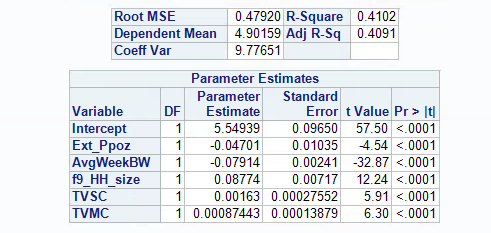 Root MSE 0.47920 R-Square 0.4102
Dependent Mean 4.90159 Adj R-Sq 0.4091
Coeff Var 9.77651
Parameter Estimates
Variable DF Parameter Estimate Standard Error t Value Pr > |t|
Intercept 1 5.54939 0.09650 57.50 <.0001
Ext_Ppoz 1 -0.04701 0.01035 -4.54 <.0001
AvgWeekBW 1 -0.07914 0.00241 -32.87 <.0001
f9_HH_size 1 0.08774 0.00717 12.24 <.0001
TVSC 1 0.00163 0.00027552 5.91 <.0001
TVMC 1 0.00087443 0.00013879 6.30 <.0001